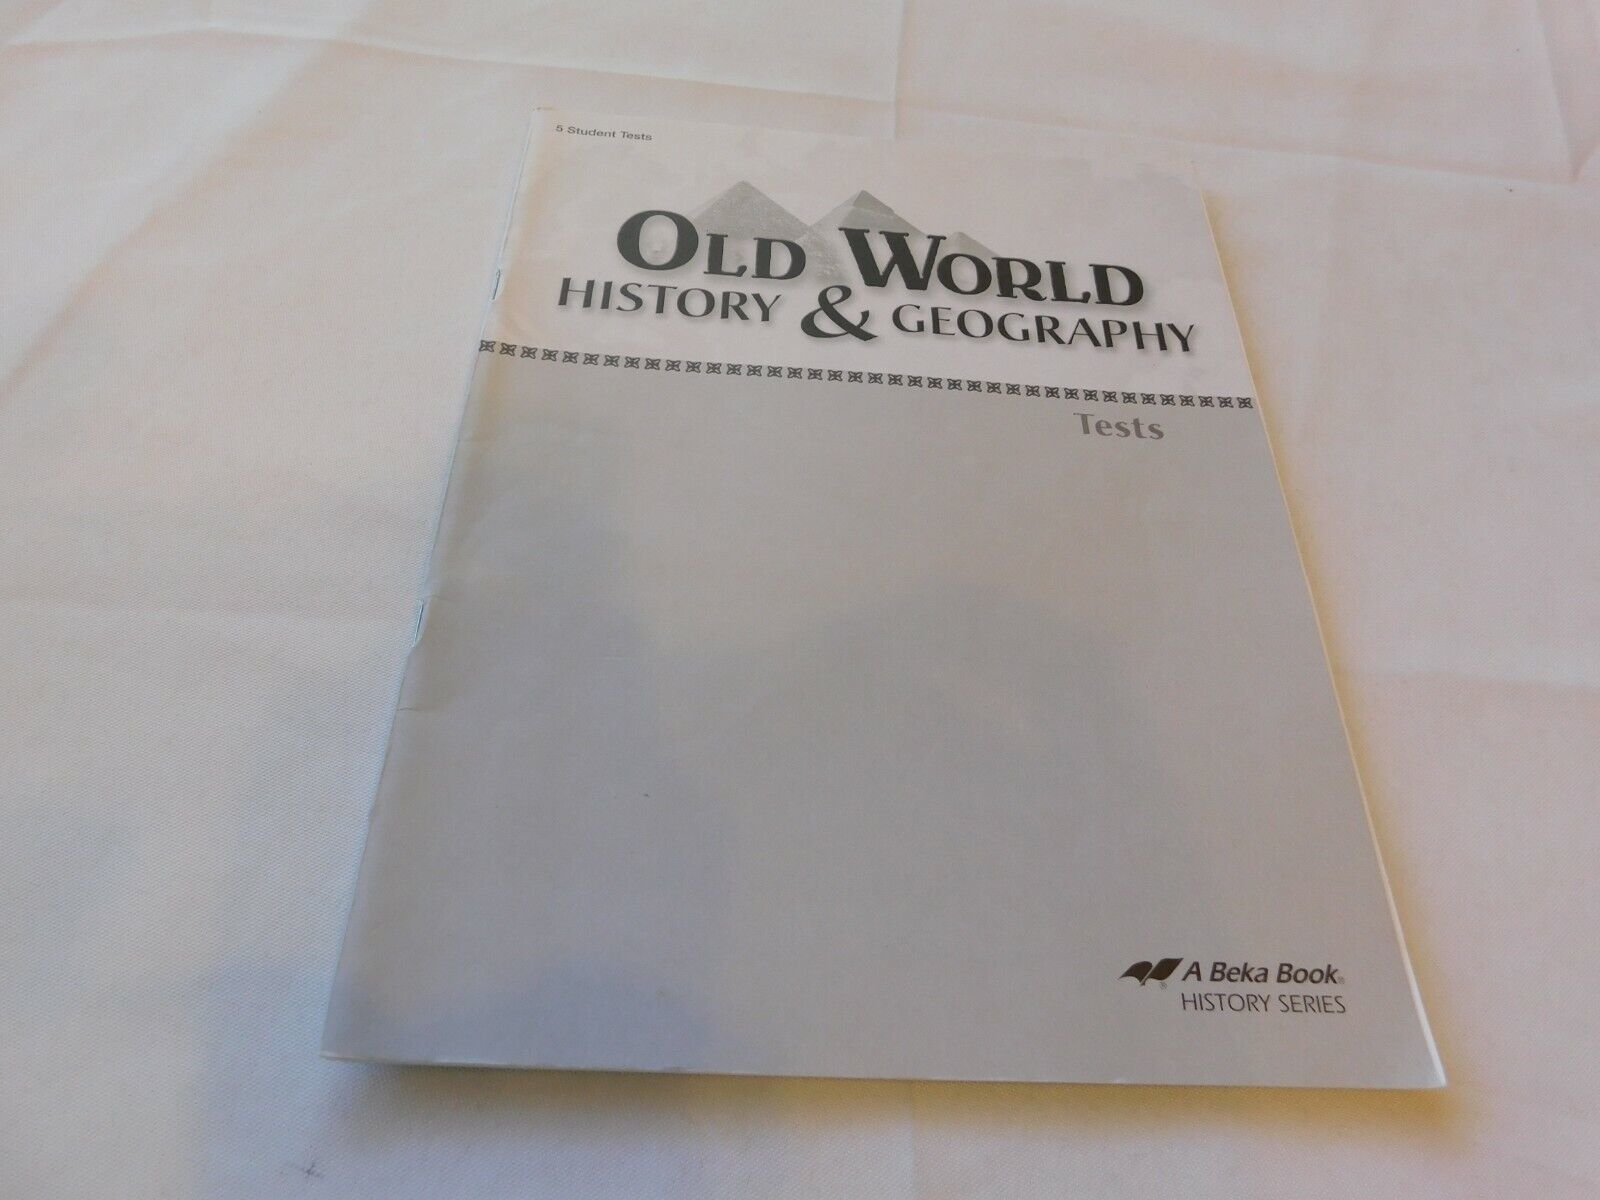 5 Student Tests
OLD WORLD
HISTORY & GEOGRAPHY
Tests
A Beka Book®
HISTORY SERIES